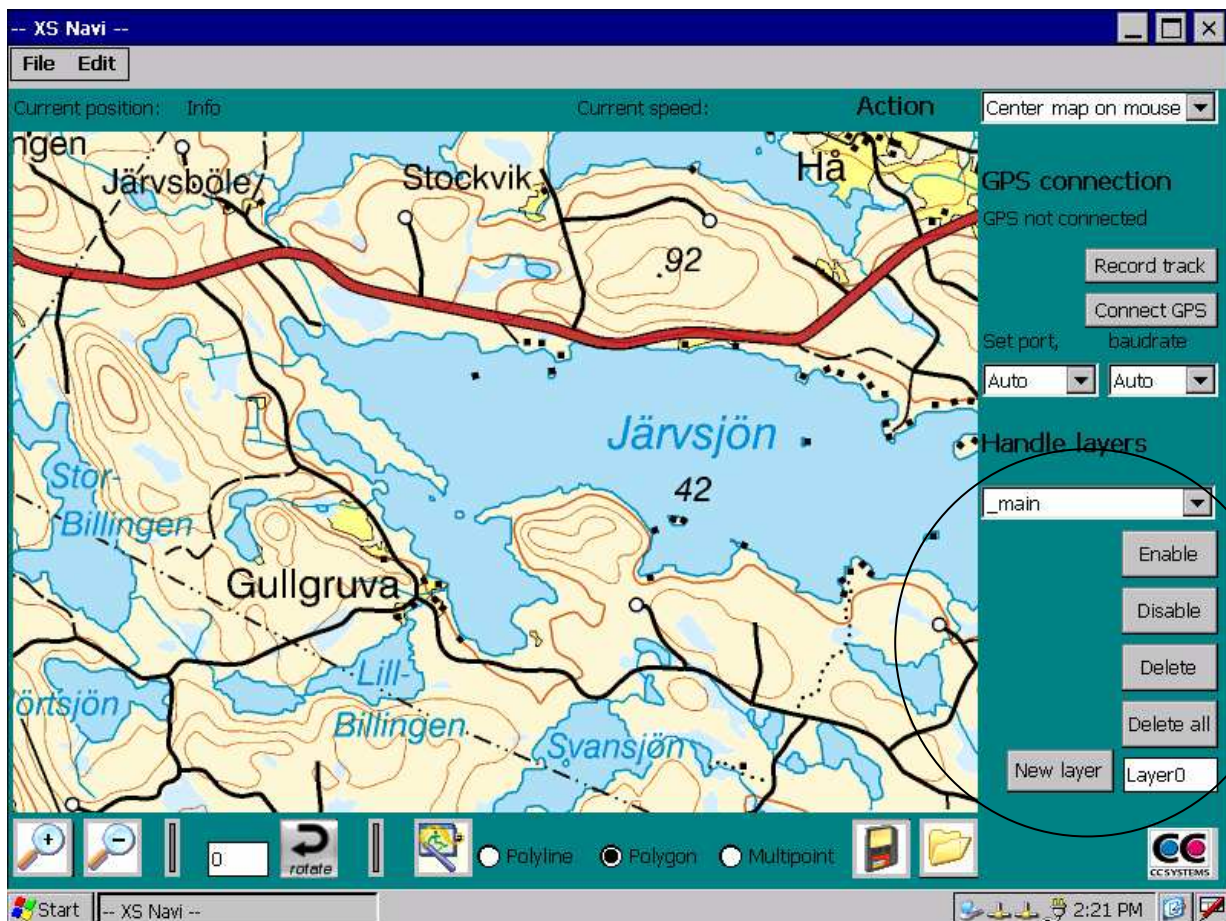 -- XS Navi --
File Edit
Current position: Info Current speed: Action Center map on mouse
GPS connection
GPS not connected
Record track
Connect GPS
Set port, baudrate
Auto Auto
Handle layers
_main
Enable
Disable
Delete
Delete all
New layer Layer0
ngen
Järvsböle
Stockvik
Hå
.92
Järvsjön
42
Stor-
Billingen
Gullgruva
Lill-
Billingen
örtsjön
Svansjön
0 rotate Polyline Polygon Multipoint
CC SYSTEMS
Start -- XS Navi -- 2:21 PM